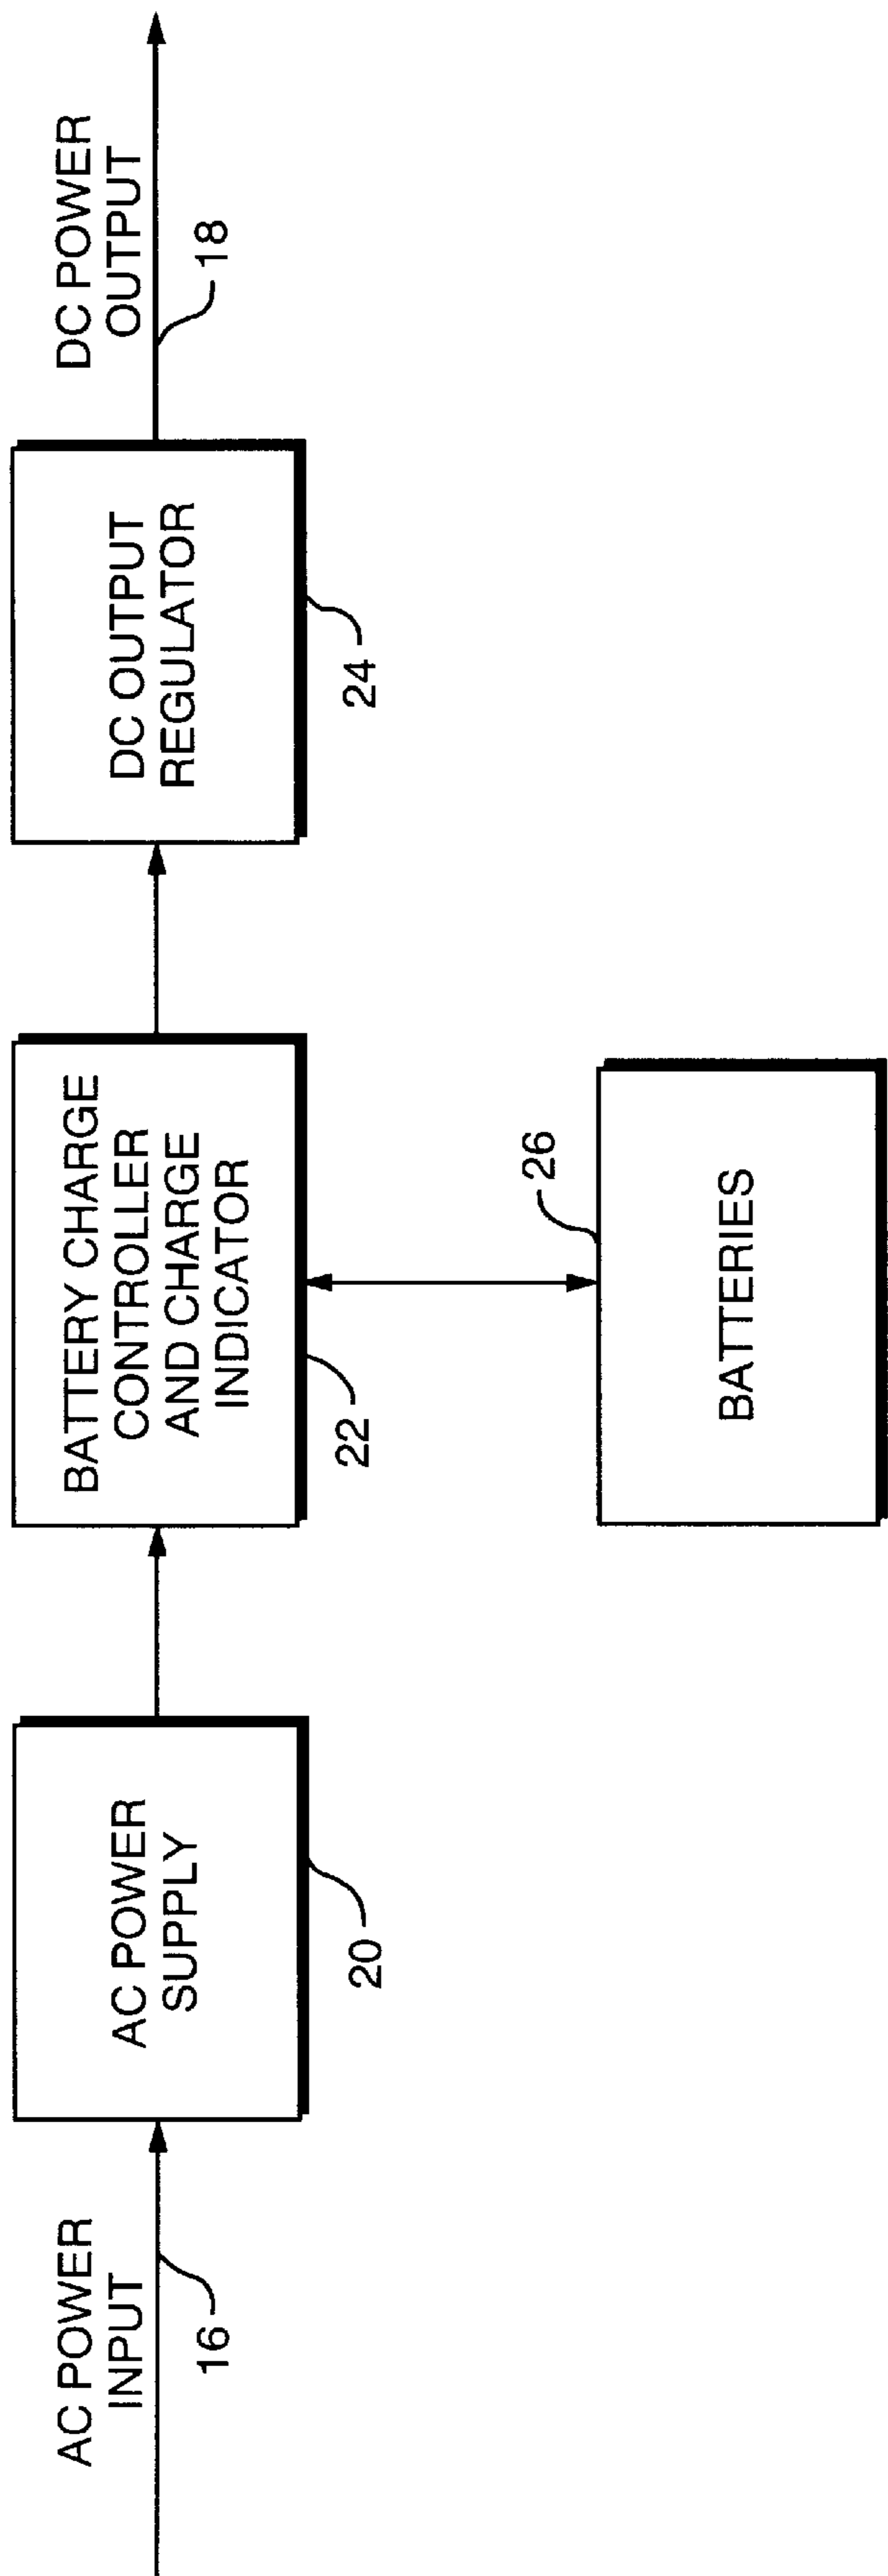 AC POWER
INPUT
16
AC POWER
SUPPLY
20
BATTERY CHARGE
CONTROLLER
AND CHARGE
INDICATOR
22
26
BATTERIES
DC OUTPUT
REGULATOR
24
DC POWER
OUTPUT
18